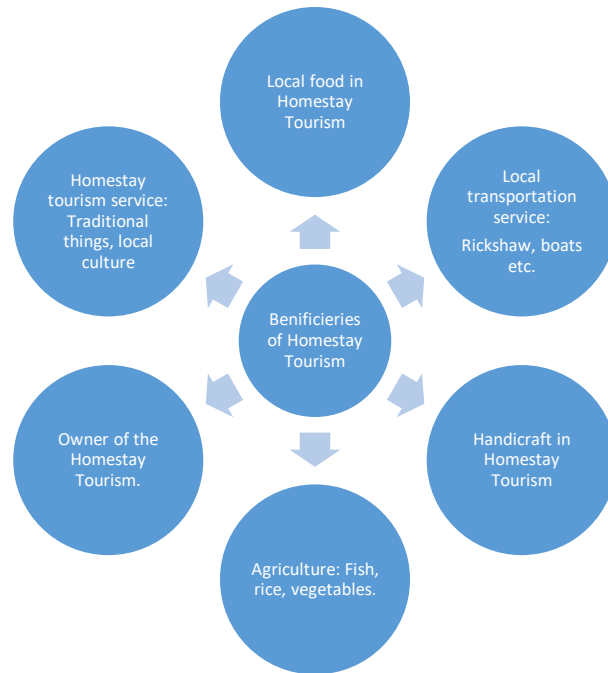 Local food in
Homestay
Tourism
Homestay
tourism service:
Traditional
things, local
culture
Local
transportation
service:
Rickshaw, boats
etc.
Benificieries
of Homestay
Tourism
Owner of the
Homestay
Tourism.
Handicraft in
Homestay
Tourism
Agriculture: Fish,
rice, vegetables.